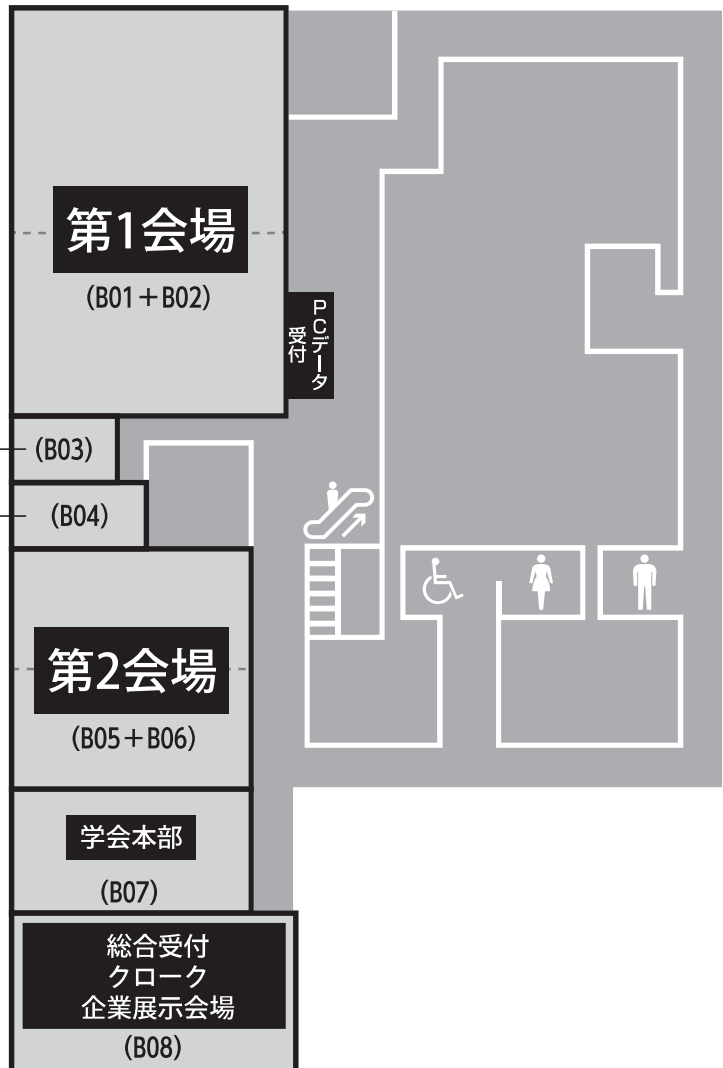 第1会場
(B01＋B02)
PCデータ
受付
(B03)
(B04)
第2会場
(B05＋B06)
学会本部
(B07)
総合受付
クローク
企業展示会場
(B08)